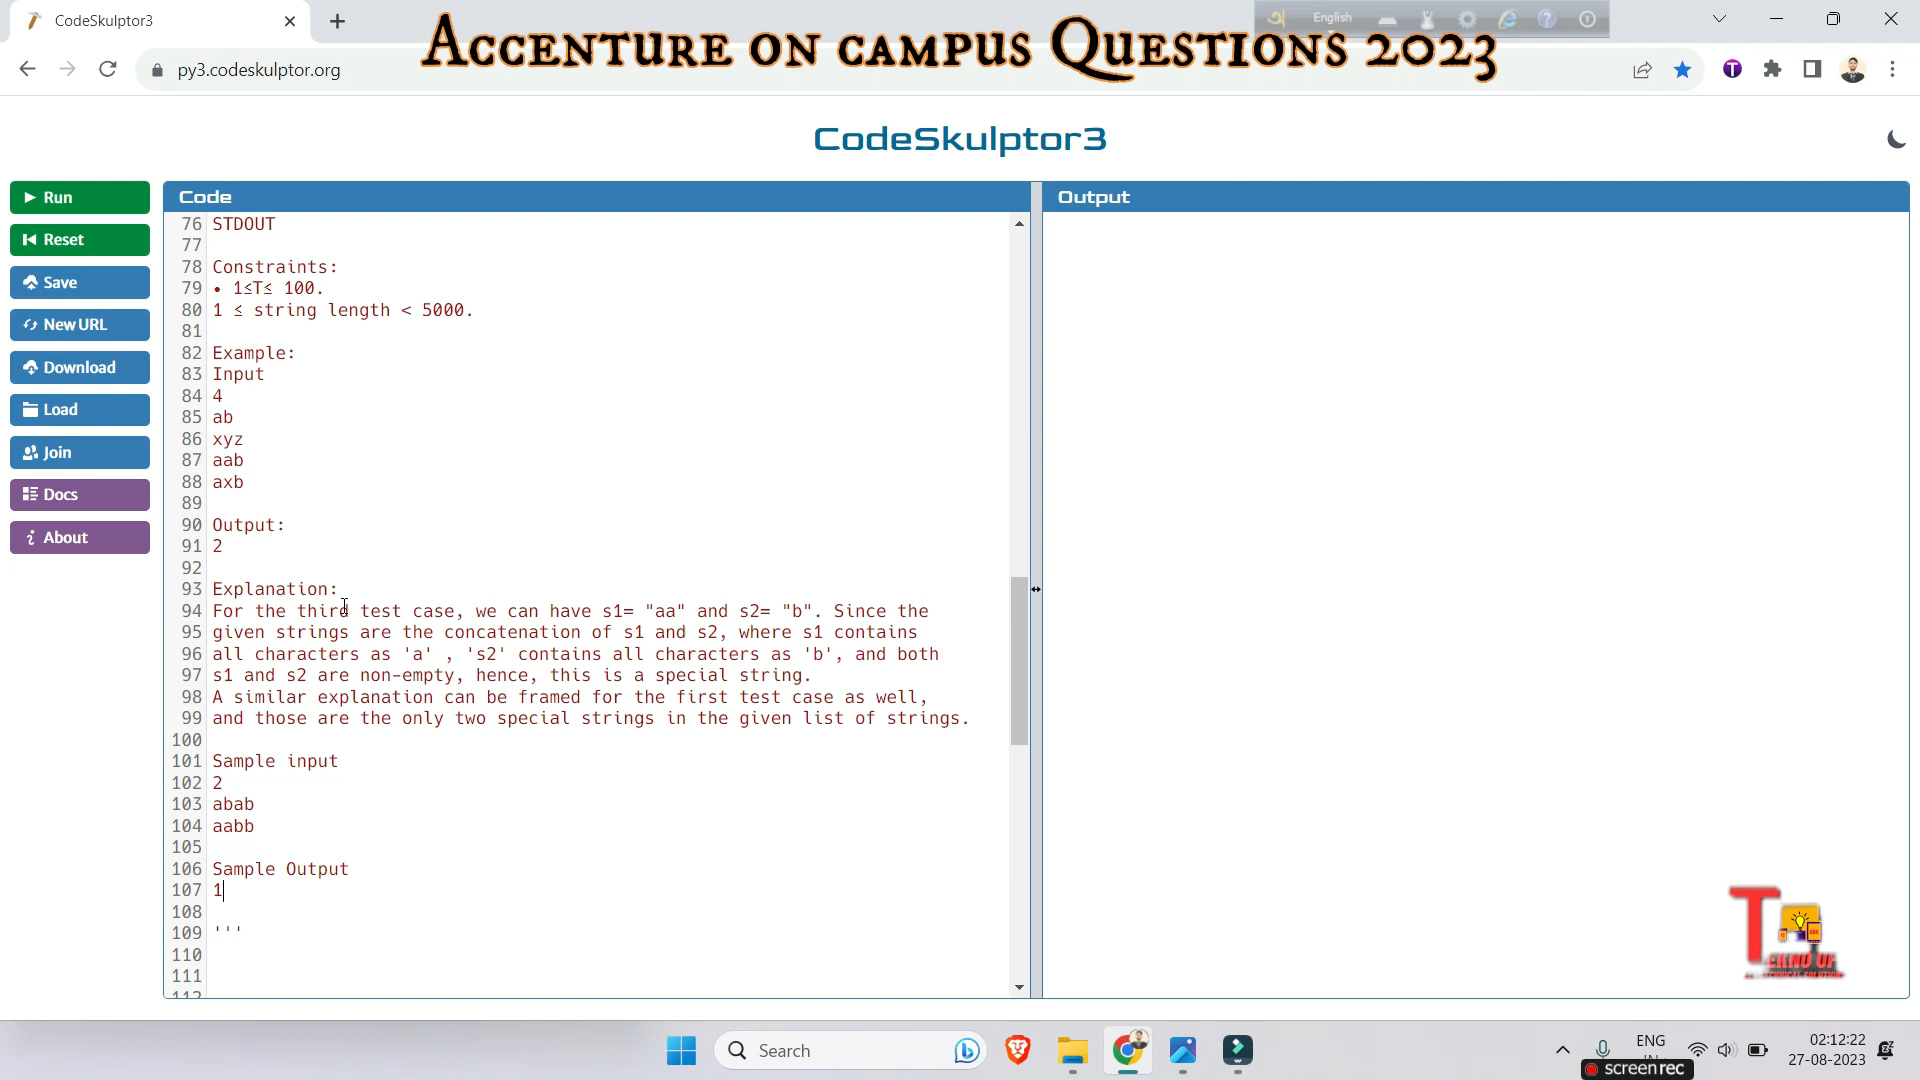 CodeSkulptor3
English
Accenture on campus Questions 2023
py3.codeskulptor.org
CodeSkulptor3
Run
Reset
Save
New URL
Download
Load
Join
Docs
About
Code
Output
76 STDOUT
77
78 Constraints:
79 • 1≤T≤ 100.
80 1 ≤ string length < 5000.
81
82 Example:
83 Input
84 4
85 ab
86 xyz
87 aab
88 axb
89
90 Output:
91 2
92
93 Explanation:
94 For the third test case, we can have s1= "aa" and s2= "b". Since the
95 given strings are the concatenation of s1 and s2, where s1 contains
96 all characters as 'a' , 's2' contains all characters as 'b', and both
97 s1 and s2 are non-empty, hence, this is a special string.
98 A similar explanation can be framed for the first test case as well,
99 and those are the only two special strings in the given list of strings.
100
101 Sample input
102 2
103 abab
104 aabb
105
106 Sample Output
107 1
108
109 '''
110
111
112
TEKNO UF
Search
ENG
02:12:22
27-08-2023
screenrec